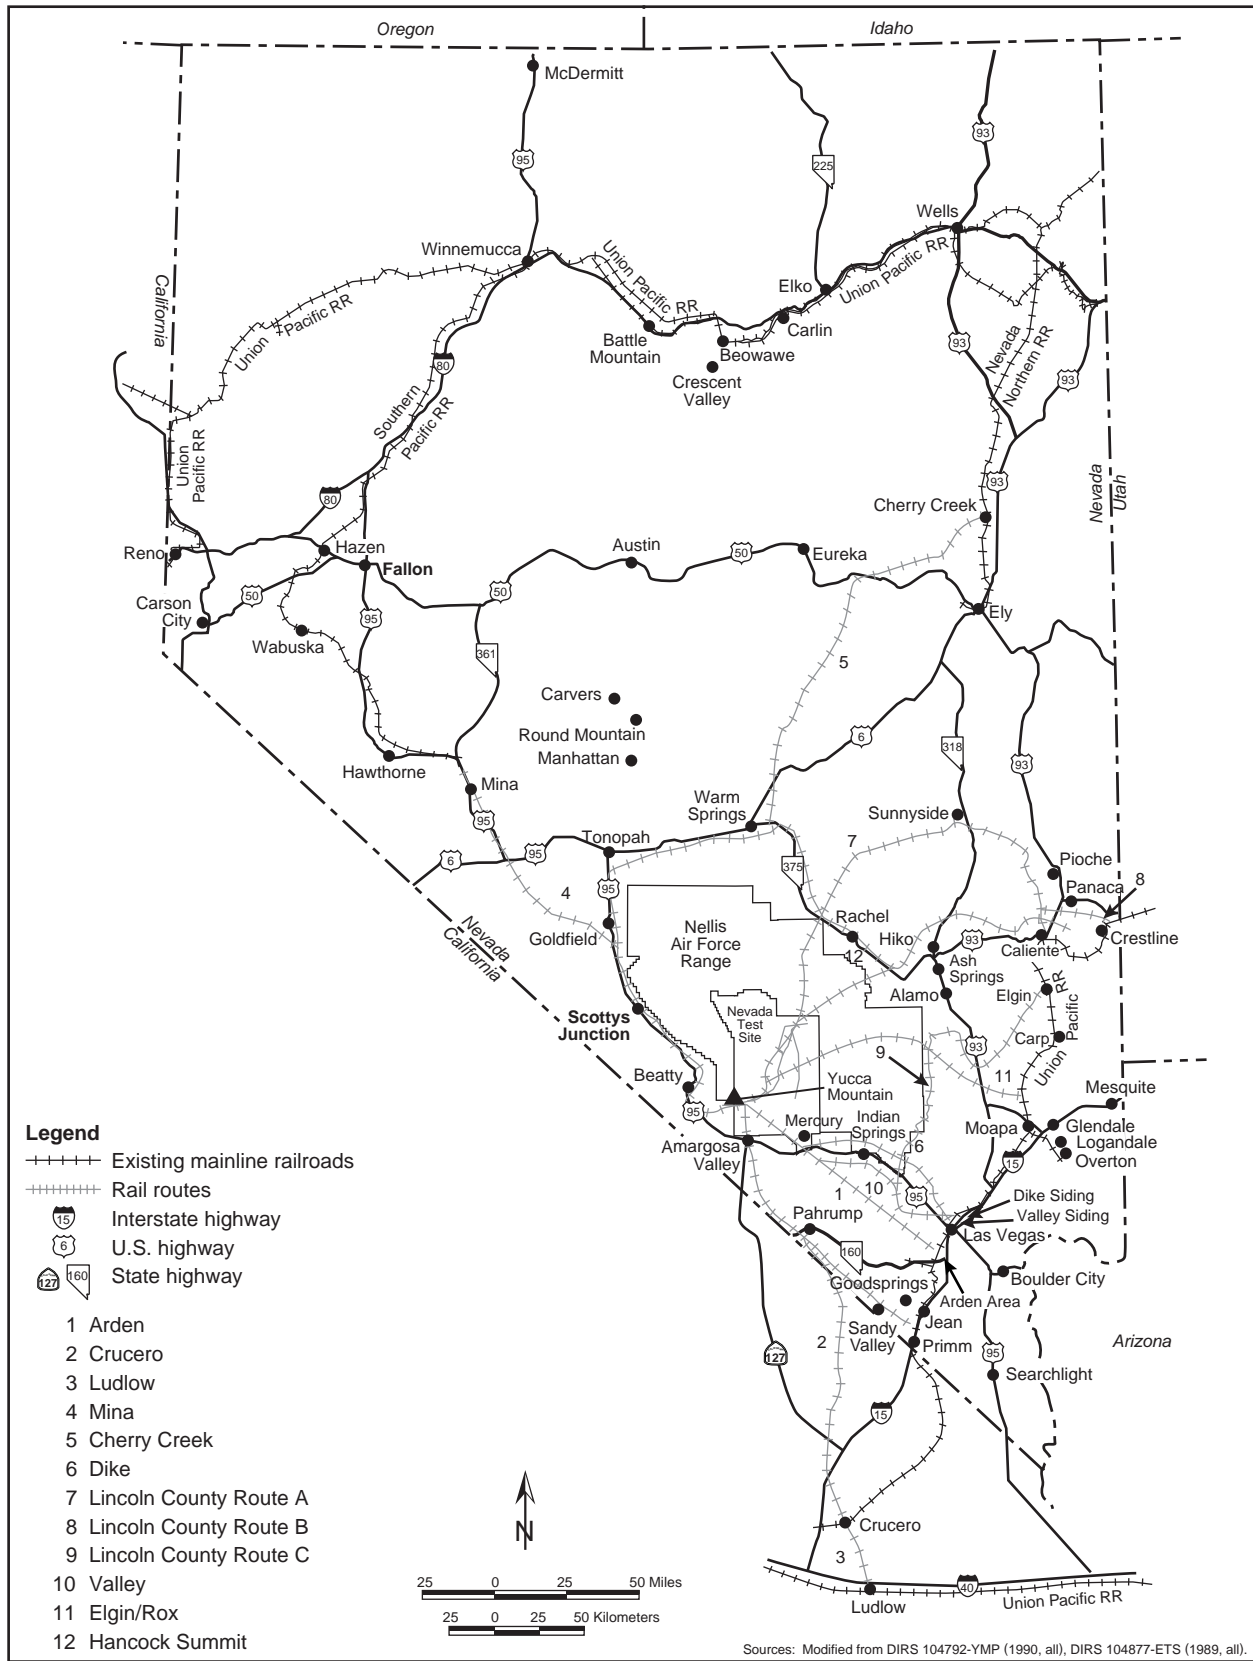 Oregon
Idaho
McDermitt
93
95
225
Wells
Winnemucca
Union
Pacific RR
Union Pacific RR
California
Elko
Union
Pacific RR
Carlin
Battle
Mountain
Beowawe
Crescent
Valley
93
Nevada
Northern RR
80
93
Southern
Pacific RR
Union
Pacific RR
93
Nevada
Utah
80
Cherry Creek
Reno
Hazen
Fallon
Austin
50
Eureka
50
50
Carson
City
95
Ely
Wabuska
361
5
Carvers
Round Mountain
Manhattan
6
318
93
Hawthorne
Mina
95
Warm
Springs
Sunnyside
Tonopah
95
6
7
375
Pioche
Panaca
8
95
4
Nevada
California
Goldfield
Nellis
Air Force
Range
Rachel
12
Hiko
93
Caliente
Crestline
Ash
Springs
Alamo
Elgin
Scottys
Junction
Nevada
Test
Site
Carp
Union
Pacific
RR
93
9
11
Beatty
Yucca
Mountain
Mesquite
95
Mercury
Indian
Springs
Moapa
Glendale
Logandale
Overton
Amargosa
Valley
6
15
1
10
95
Dike Siding
Valley Siding
Las Vegas
Pahrump
160
Boulder City
Goodsprings
Arden Area
Jean
Sandy
Valley
Primm
2
127
95
Arizona
Searchlight
15
Crucero
3
40
Ludlow
Union Pacific RR
Legend
Existing mainline railroads
Rail routes
15 Interstate highway
6 U.S. highway
127 160 State highway
1 Arden
2 Crucero
3 Ludlow
4 Mina
5 Cherry Creek
6 Dike
7 Lincoln County Route A
8 Lincoln County Route B
9 Lincoln County Route C
10 Valley
11 Elgin/Rox
12 Hancock Summit
N
25 0 25 50 Miles
25 0 25 50 Kilometers
Sources: Modified from DIRS 104792-YMP (1990, all), DIRS 104877-ETS (1989, all).